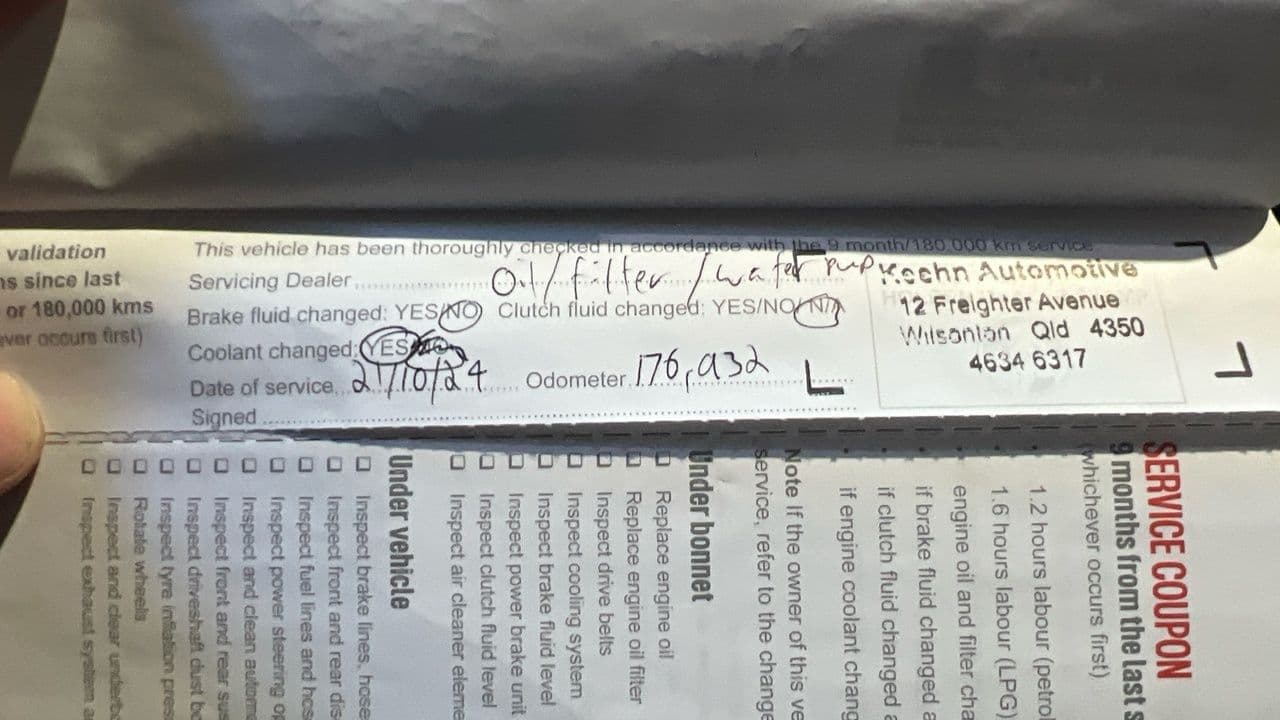 validation
ns since last
or 180,000 kms
ever occurs first)
This vehicle has been thoroughly checked in accordance with the 9 month/180,000 km service
Servicing Dealer
Oil/filter/water pup
Brake fluid changed: YES/NO Clutch fluid changed: YES/NO/N/A
Coolant changed: YES/NO
Date of service 21/10/24 Odometer 176,932
Signed
Koehn Automotive
12 Freighter Avenue
Wilsonton Qld 4350
4634 6317
SERVICE COUPON
9 months from the last s
(whichever occurs first)
1.2 hours labour (petrol
1.6 hours labour (LPG)
engine oil and filter cha
if brake fluid changed a
if clutch fluid changed a
if engine coolant chang
Note If the owner of this ve
service, refer to the change
Under bonnet
Replace engine oil
Replace engine oil filter
Inspect drive belts
Inspect cooling system
Inspect brake fluid level
Inspect power brake unit
Inspect clutch fluid level
Inspect air cleaner eleme
Under vehicle
Inspect brake lines, hose
Inspect front and rear dis
Inspect fuel lines and hos
Inspect power steering op
Inspect and clean automa
Inspect front and rear sus
Inspect driveshaft dust bo
Inspect tyre inflation pres
Rotate wheels
Inspect and clear underbo
Inspect exhaust system a